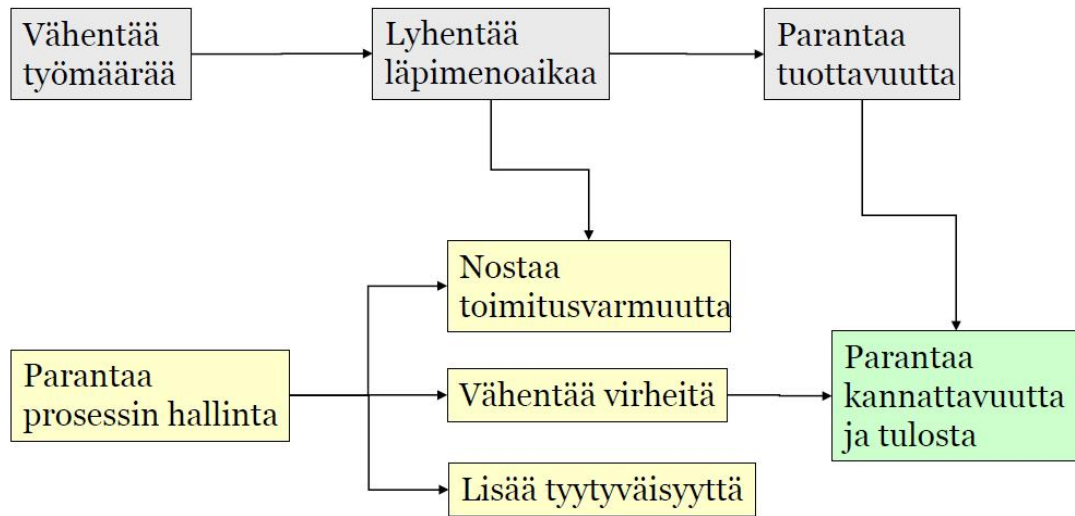 Vähentää
työmäärää
Lyhentää
läpimenoaikaa
Parantaa
tuottavuutta
Nostaa
toimitusvarmuutta
Parantaa
prosessin hallinta
Vähentää virheitä
Parantaa
kannattavuutta
ja tulosta
Lisää tyytyväisyyttä